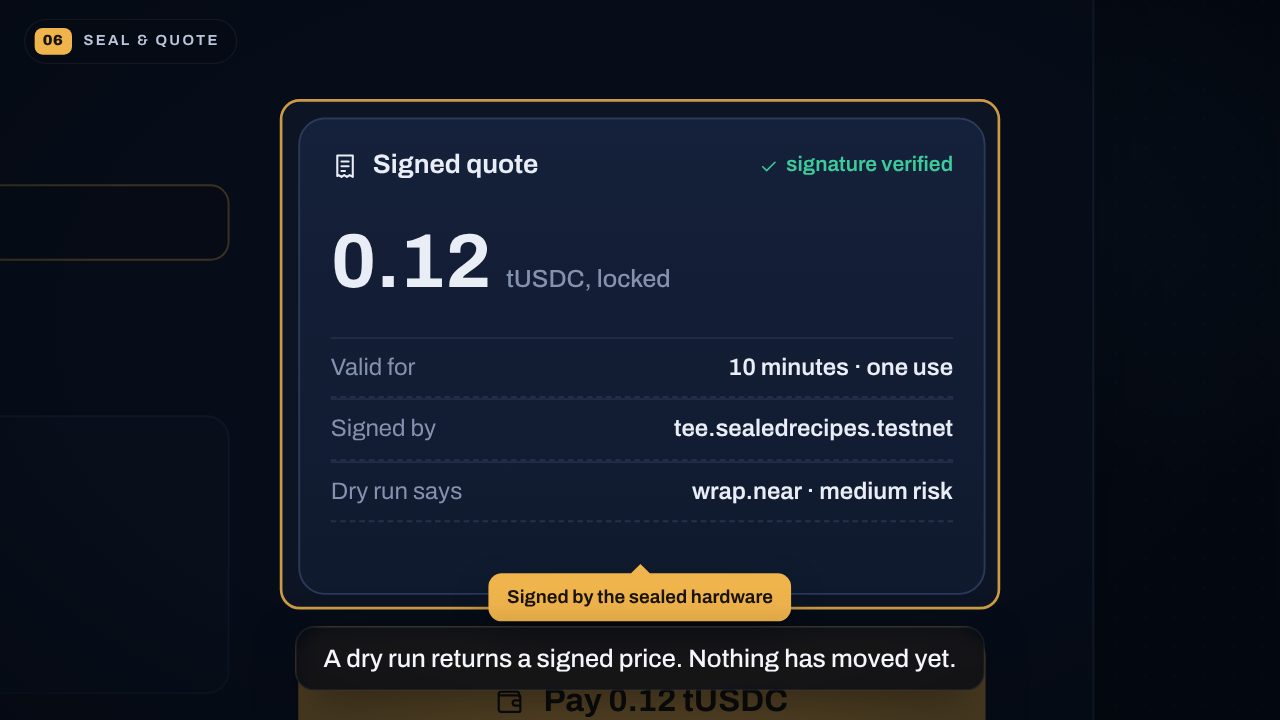 06 SEAL & QUOTE
Signed quote
signature verified
0.12 tUSDC, locked
Valid for 10 minutes · one use
Signed by tee.sealedrecipes.testnet
Dry run says wrap.near · medium risk
Signed by the sealed hardware
A dry run returns a signed price. Nothing has moved yet.
Pay 0.12 tUSDC